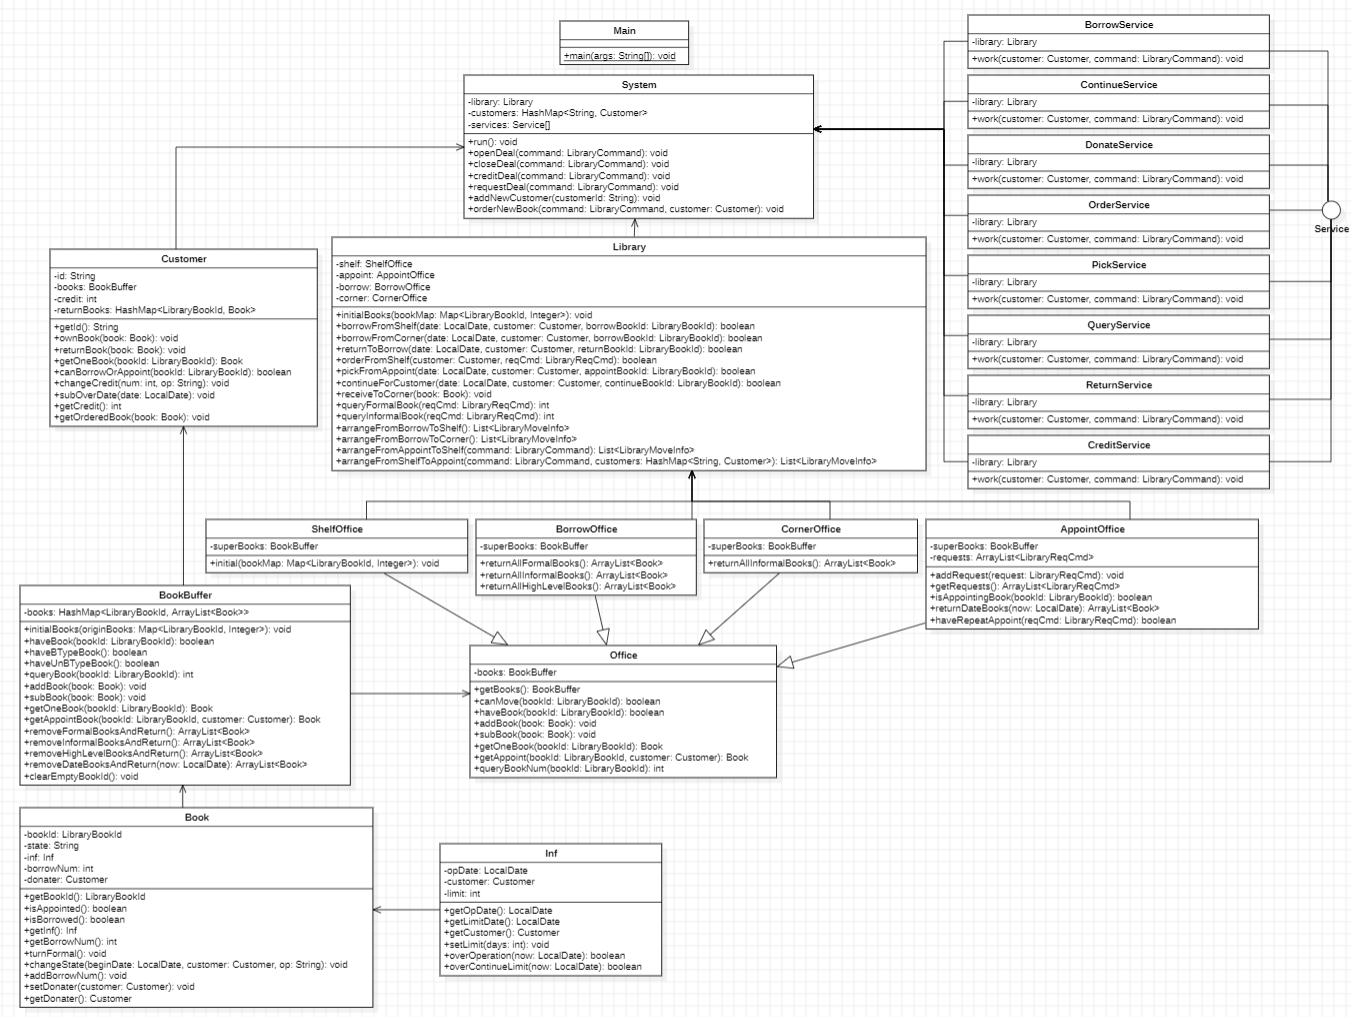 Main
+main(args: String[]): void
System
-library: Library
-customers: HashMap<String, Customer>
-services: Service[]
+run(): void
+openDeal(command: LibraryCommand): void
+closeDeal(command: LibraryCommand): void
+creditDeal(command: LibraryCommand): void
+requestDeal(command: LibraryCommand): void
+addNewCustomer(customerId: String): void
+orderNewBook(command: LibraryCommand, customer: Customer): void
BorrowService
-library: Library
+work(customer: Customer, command: LibraryCommand): void
ContinueService
-library: Library
+work(customer: Customer, command: LibraryCommand): void
DonateService
-library: Library
+work(customer: Customer, command: LibraryCommand): void
OrderService
-library: Library
+work(customer: Customer, command: LibraryCommand): void
PickService
-library: Library
+work(customer: Customer, command: LibraryCommand): void
QueryService
-library: Library
+work(customer: Customer, command: LibraryCommand): void
ReturnService
-library: Library
+work(customer: Customer, command: LibraryCommand): void
CreditService
-library: Library
+work(customer: Customer, command: LibraryCommand): void
Service
Customer
-id: String
-books: BookBuffer
-credit: int
-returnBooks: HashMap<LibraryBookId, Book>
+getId(): String
+ownBook(book: Book): void
+returnBook(book: Book): void
+getOneBook(bookId: LibraryBookId): Book
+canBorrowOrAppoint(bookId: LibraryBookId): boolean
+changeCredit(num: int, op: String): void
+subOverDate(date: LocalDate): void
+getCredit(): int
+getOrderedBook(book: Book): void
Library
-shelf: ShelfOffice
-appoint: AppointOffice
-borrow: BorrowOffice
-corner: CornerOffice
+initialBooks(bookMap: Map<LibraryBookId, Integer>): void
+borrowFromShelf(date: LocalDate, customer: Customer, borrowBookId: LibraryBookId): boolean
+borrowFromCorner(date: LocalDate, customer: Customer, borrowBookId: LibraryBookId): boolean
+returnToBorrow(date: LocalDate, customer: Customer, returnBookId: LibraryBookId): boolean
+orderFromShelf(customer: Customer, reqCmd: LibraryReqCmd): boolean
+pickFromAppoint(date: LocalDate, customer: Customer, appointBookId: LibraryBookId): boolean
+continueForCustomer(date: LocalDate, customer: Customer, continueBookId: LibraryBookId): boolean
+receiveToCorner(book: Book): void
+queryFormalBook(reqCmd: LibraryReqCmd): int
+queryInformalBook(reqCmd: LibraryReqCmd): int
+arrangeFromBorrowToShelf(): List<LibraryMoveInfo>
+arrangeFromBorrowToCorner(): List<LibraryMoveInfo>
+arrangeFromAppointToShelf(command: LibraryCommand): List<LibraryMoveInfo>
+arrangeFromShelfToAppoint(command: LibraryCommand, customers: HashMap<String, Customer>): List<LibraryMoveInfo>
ShelfOffice
-superBooks: BookBuffer
+initial(bookMap: Map<LibraryBookId, Integer>): void
BorrowOffice
-superBooks: BookBuffer
+returnAllFormalBooks(): ArrayList<Book>
+returnAllInformalBooks(): ArrayList<Book>
+returnAllHighLevelBooks(): ArrayList<Book>
CornerOffice
-superBooks: BookBuffer
+returnAllInformalBooks(): ArrayList<Book>
AppointOffice
-superBooks: BookBuffer
-requests: ArrayList<LibraryReqCmd>
+addRequest(request: LibraryReqCmd): void
+getRequests(): ArrayList<LibraryReqCmd>
+isAppointingBook(bookId: LibraryBookId): boolean
+returnDateBooks(now: LocalDate): ArrayList<Book>
+haveRepeatAppoint(reqCmd: LibraryReqCmd): boolean
BookBuffer
-books: HashMap<LibraryBookId, ArrayList<Book>>
+initialBooks(originBooks: Map<LibraryBookId, Integer>): void
+haveBook(bookId: LibraryBookId): boolean
+haveBTypeBook(): boolean
+haveUnBTypeBook(): boolean
+queryBook(bookId: LibraryBookId): int
+addBook(book: Book): void
+subBook(book: Book): void
+getOneBook(bookId: LibraryBookId): Book
+getAppointBook(bookId: LibraryBookId, customer: Customer): Book
+removeFormalBooksAndReturn(): ArrayList<Book>
+removeInformalBooksAndReturn(): ArrayList<Book>
+removeHighLevelBooksAndReturn(): ArrayList<Book>
+removeDateBooksAndReturn(now: LocalDate): ArrayList<Book>
+clearEmptyBookId(): void
Office
-books: BookBuffer
+getBooks(): BookBuffer
+canMove(bookId: LibraryBookId): boolean
+haveBook(bookId: LibraryBookId): boolean
+addBook(book: Book): void
+subBook(book: Book): void
+getOneBook(bookId: LibraryBookId): Book
+getAppoint(bookId: LibraryBookId, customer: Customer): Book
+queryBookNum(bookId: LibraryBookId): int
Book
-bookId: LibraryBookId
-state: String
-inf: Inf
-borrowNum: int
-donater: Customer
+getBookId(): LibraryBookId
+isAppointed(): boolean
+isBorrowed(): boolean
+getInf(): Inf
+getBorrowNum(): int
+turnFormal(): void
+changeState(beginDate: LocalDate, customer: Customer, op: String): void
+addBorrowNum(): void
+setDonater(customer: Customer): void
+getDonater(): Customer
Inf
-opDate: LocalDate
-customer: Customer
-limit: int
+getOpDate(): LocalDate
+getLimitDate(): LocalDate
+getCustomer(): Customer
+setLimit(days: int): void
+overOperation(now: LocalDate): boolean
+overContinueLimit(now: LocalDate): boolean